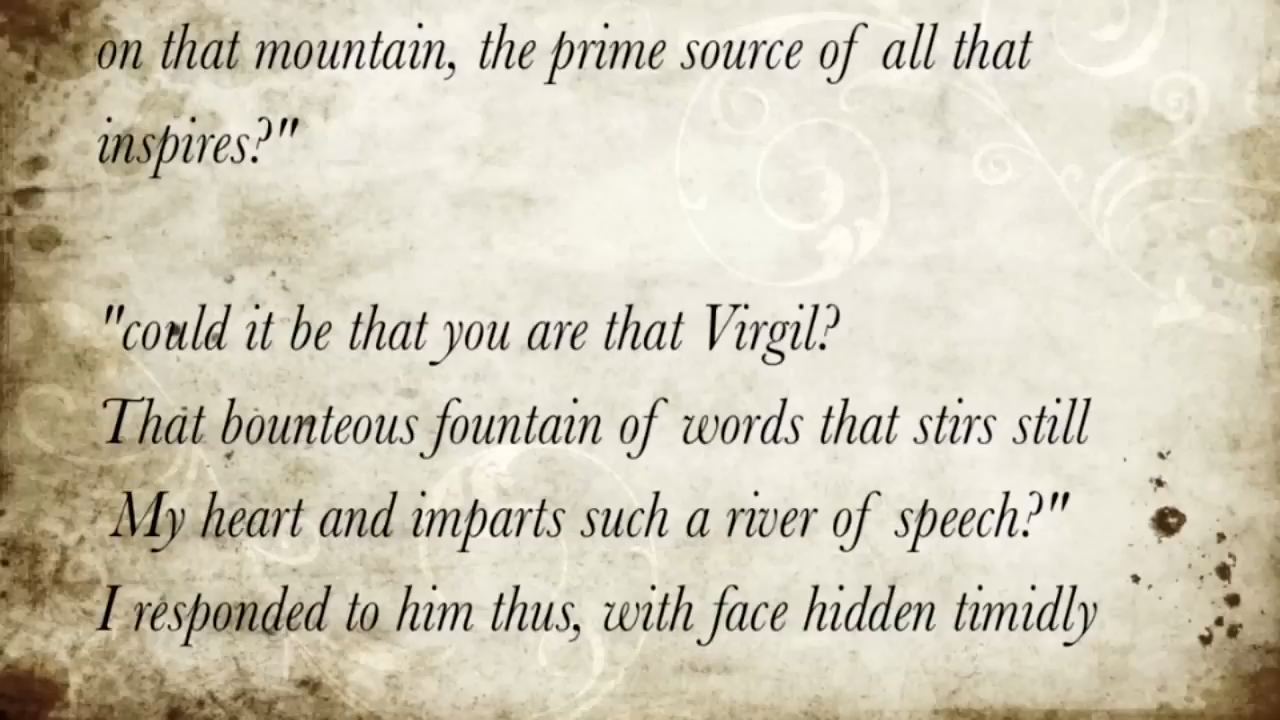 on that mountain, the prime source of all that
inspires?"
"could it be that you are that Virgil?
That bounteous fountain of words that stirs still
My heart and imparts such a river of speech?"
I responded to him thus, with face hidden timidly